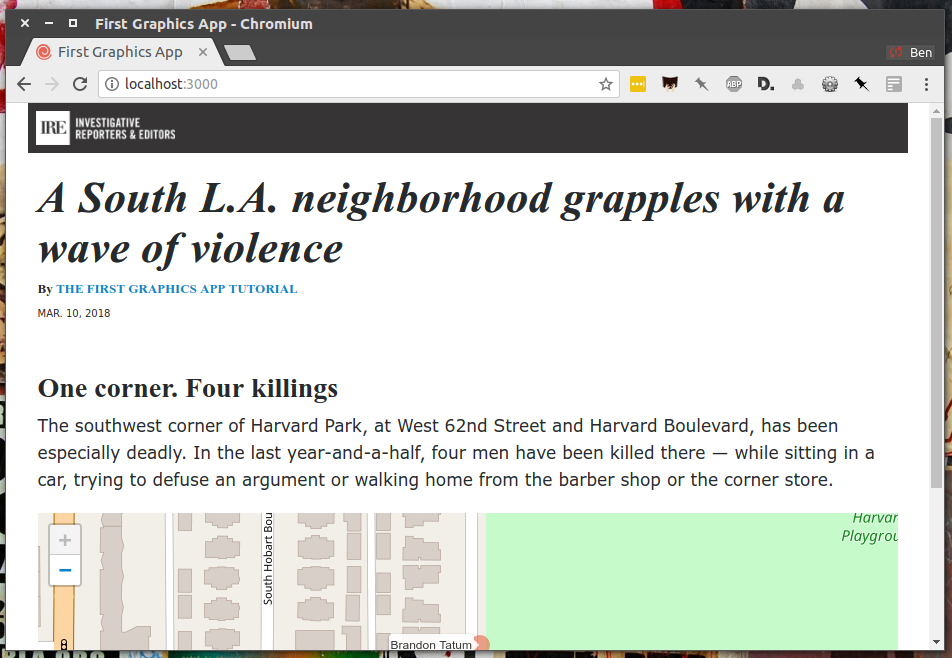 First Graphics App - Chromium
First Graphics App
Ben
localhost:3000
ABP
D.
IRE
INVESTIGATIVE
REPORTERS & EDITORS
A South L.A. neighborhood grapples with a
wave of violence
By THE FIRST GRAPHICS APP TUTORIAL
MAR. 10, 2018
One corner. Four killings
The southwest corner of Harvard Park, at West 62nd Street and Harvard Boulevard, has been
especially deadly. In the last year-and-a-half, four men have been killed there — while sitting in a
car, trying to defuse an argument or walking home from the barber shop or the corner store.
+
−
South Hobart Bou
Harvar
Playgrou
Brandon Tatum